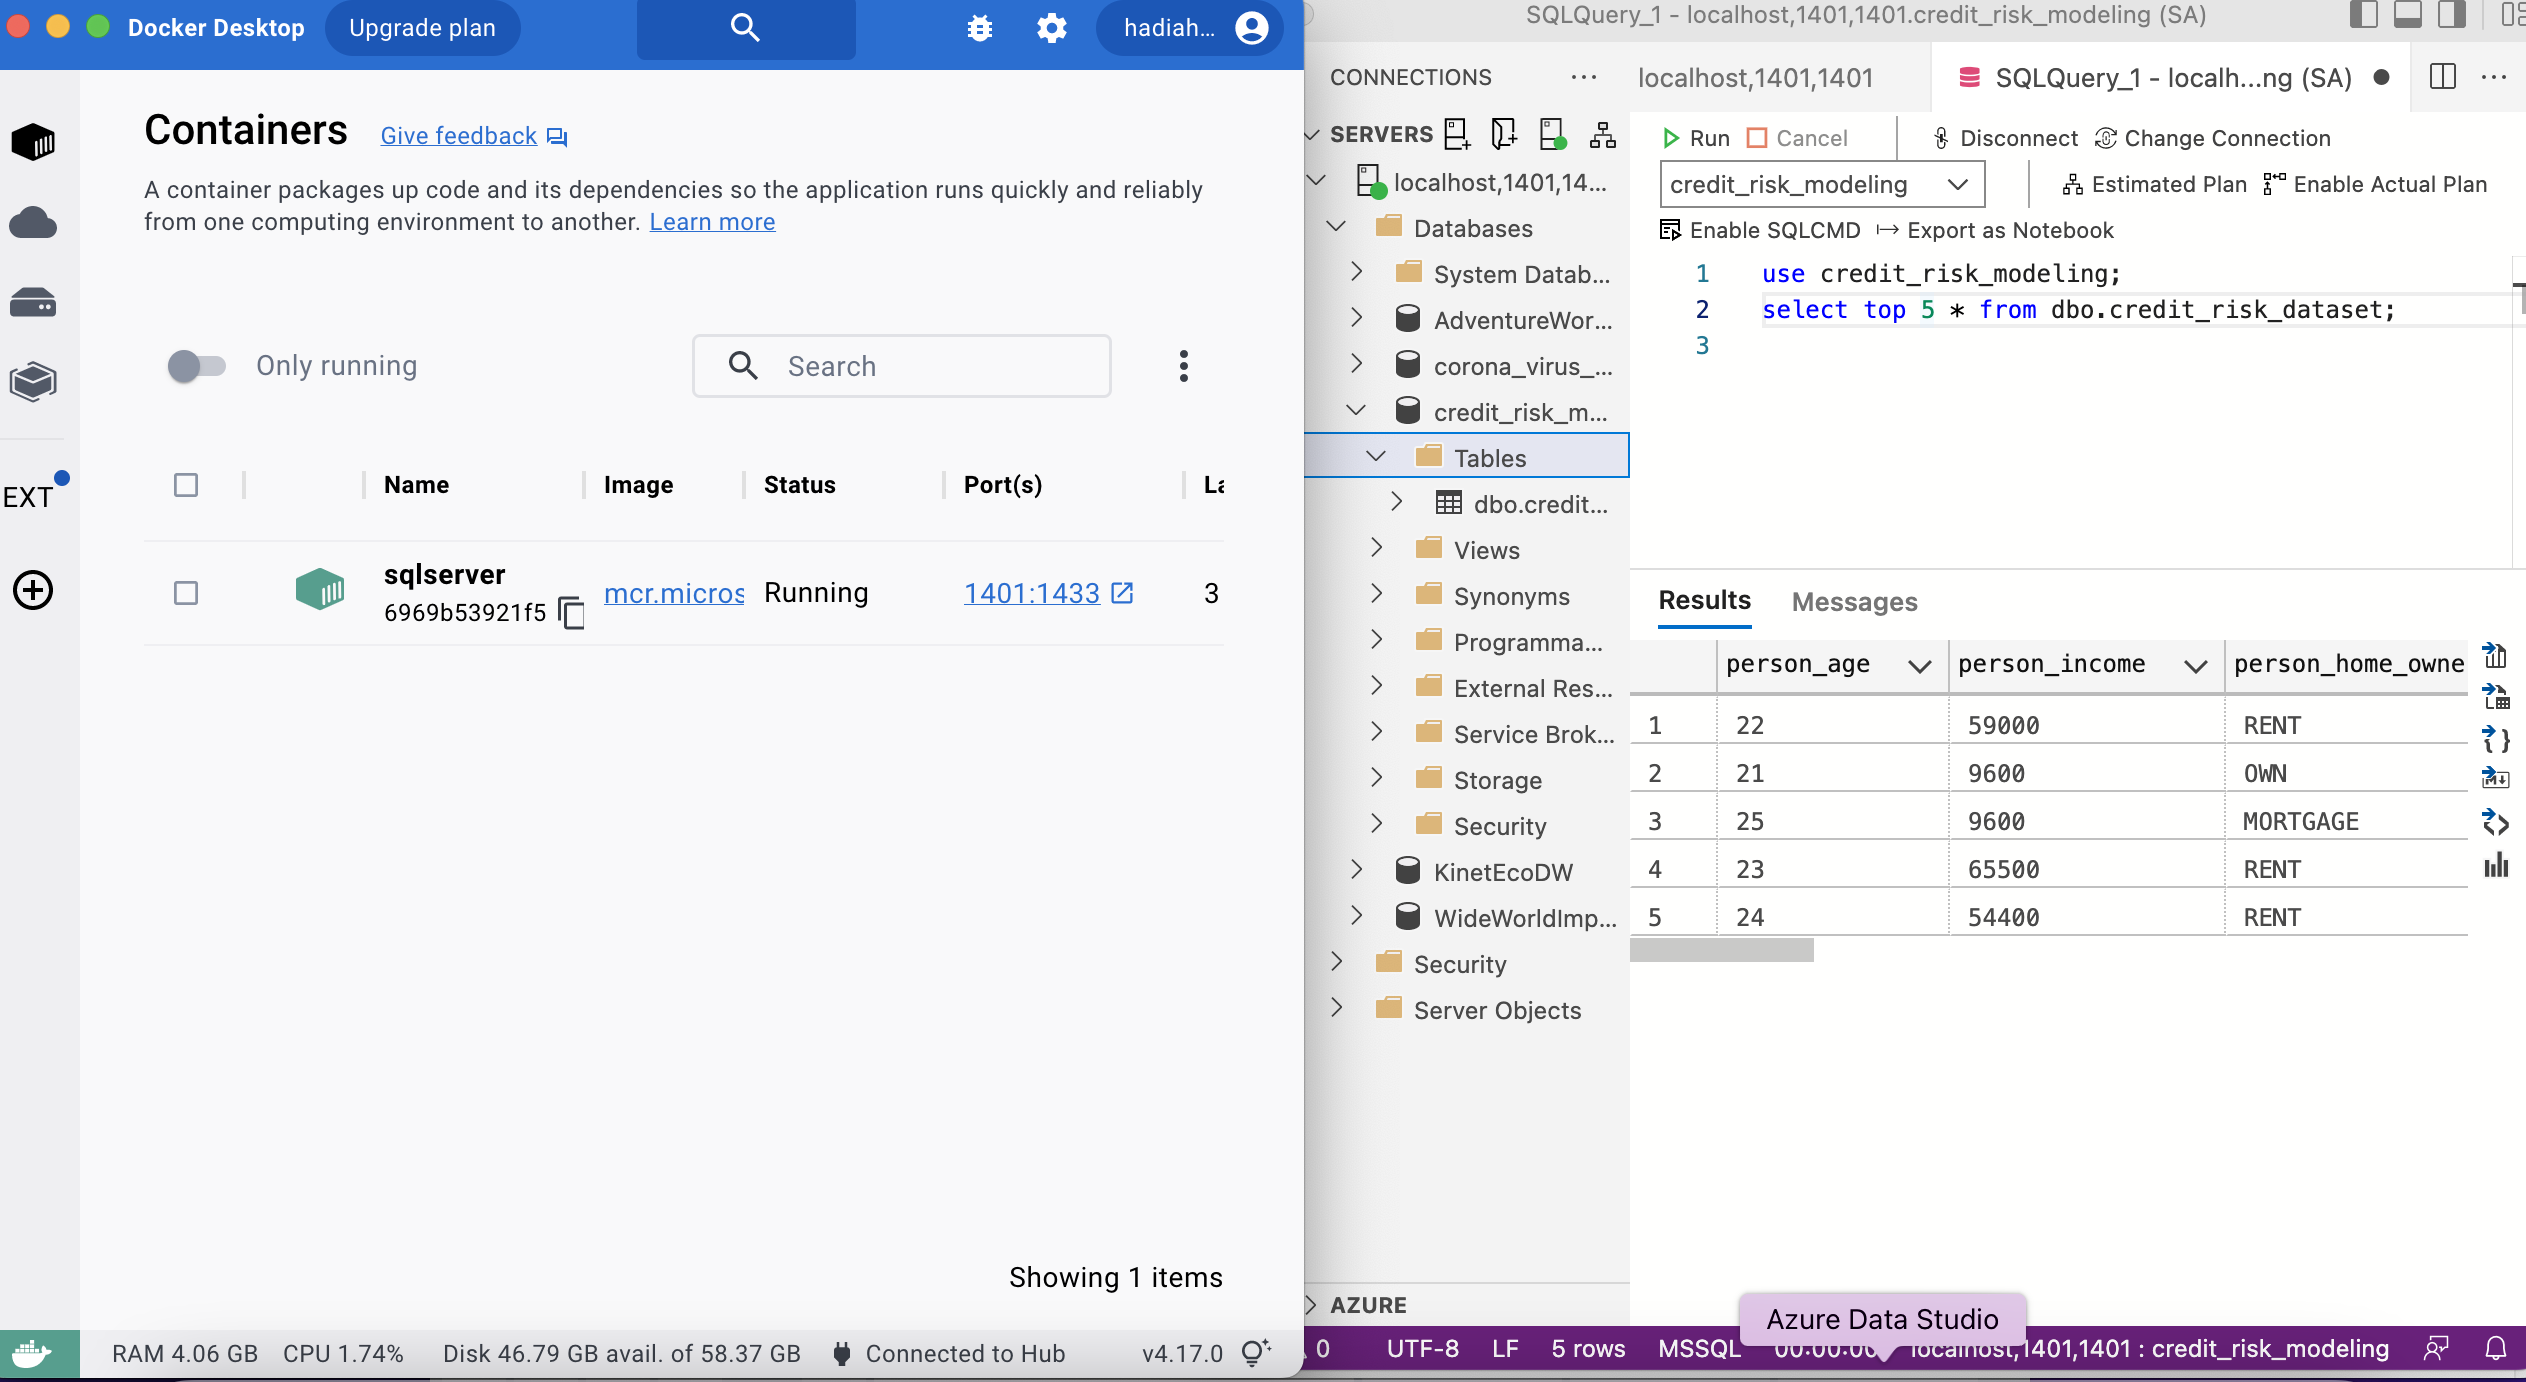 Docker Desktop
Upgrade plan
hadiah...
Containers
Give feedback
A container packages up code and its dependencies so the application runs quickly and reliably
from one computing environment to another. Learn more
EXT
Only running
Search
Name Image Status Port(s) La
sqlserver
6969b53921f5
mcr.micros
Running
1401:1433
3
Showing 1 items
RAM 4.06 GB CPU 1.74% Disk 46.79 GB avail. of 58.37 GB Connected to Hub v4.17.0
SQLQuery_1 - localhost,1401,1401.credit_risk_modeling (SA)
CONNECTIONS
SERVERS
localhost,1401,14...
Databases
System Datab...
AdventureWor...
corona_virus_...
credit_risk_m...
Tables
dbo.credit...
Views
Synonyms
Programma...
External Res...
Service Brok...
Storage
Security
KinetEcoDW
WideWorldImp...
Security
Server Objects
AZURE
localhost,1401,1401
SQLQuery_1 - localh...ng (SA)
Run Cancel Disconnect Change Connection
credit_risk_modeling Estimated Plan Enable Actual Plan
Enable SQLCMD Export as Notebook
1 use credit_risk_modeling;
2 select top 5 * from dbo.credit_risk_dataset;
3
Results Messages
person_age person_income person_home_owne
1 22 59000 RENT
2 21 9600 OWN
3 25 9600 MORTGAGE
4 23 65500 RENT
5 24 54400 RENT
Azure Data Studio
0 UTF-8 LF 5 rows MSSQL 00:00:00 localhost,1401,1401 : credit_risk_modeling